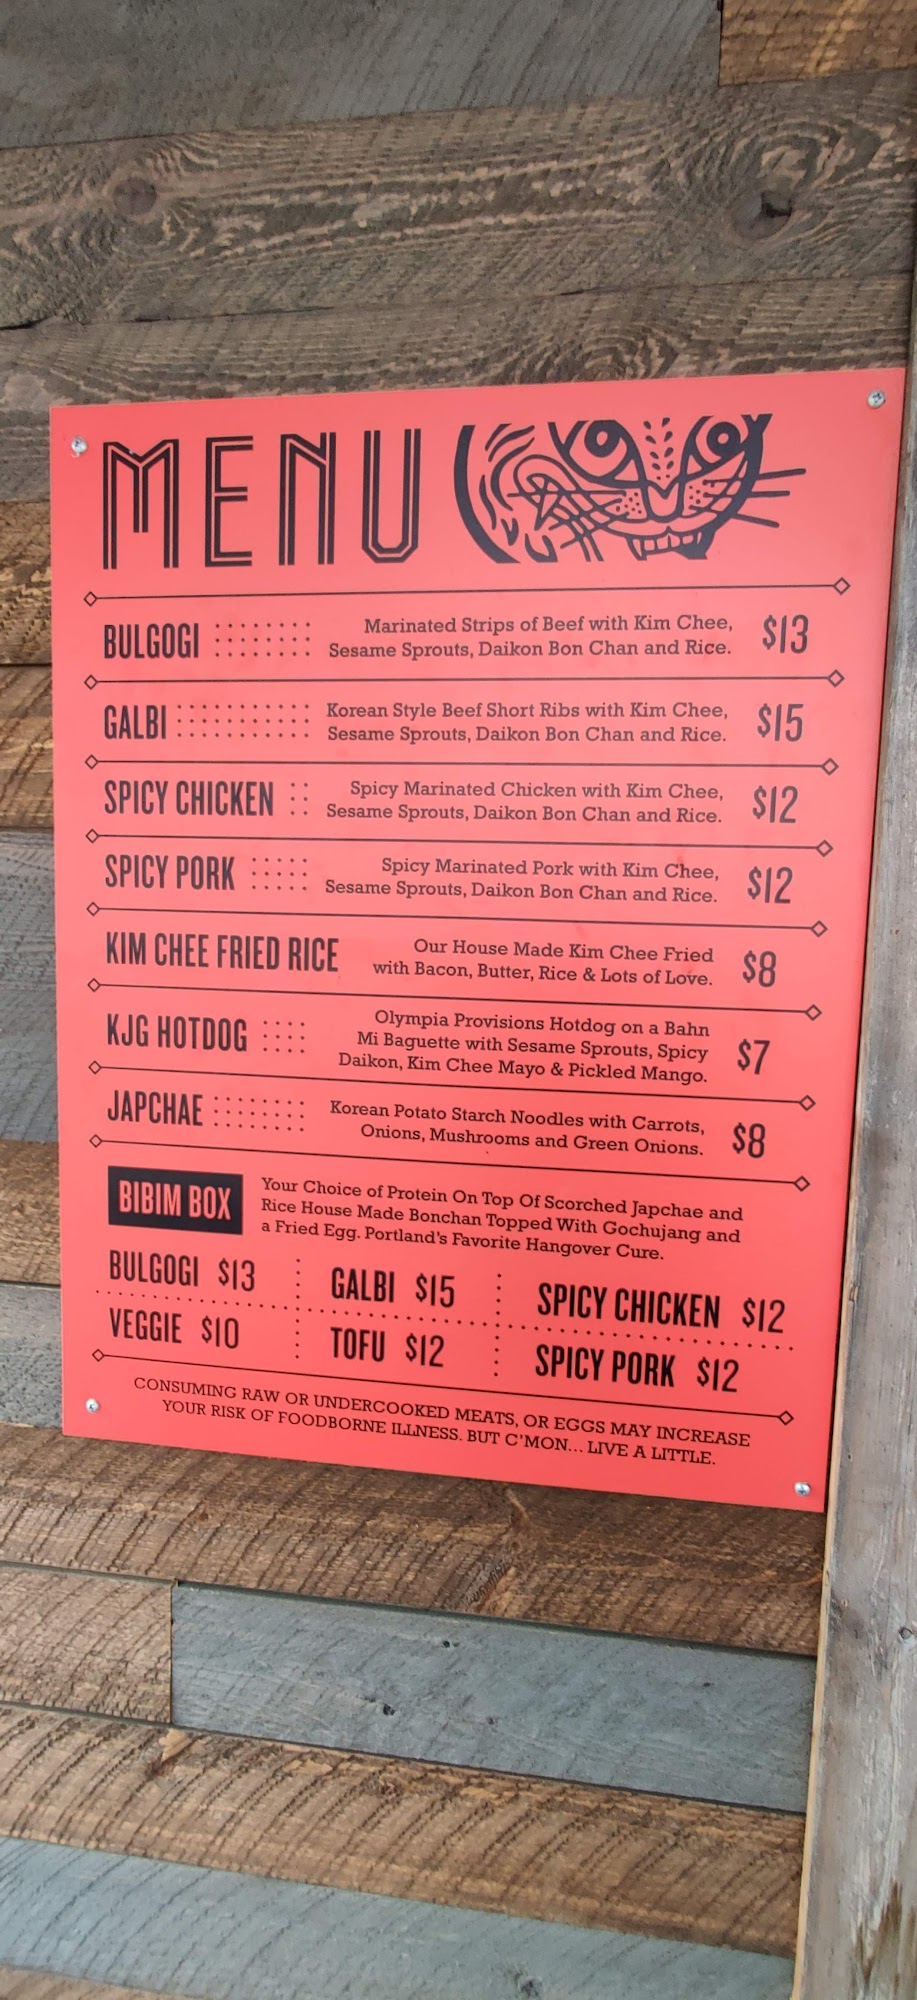 MENU
BULGOGI
Marinated Strips of Beef with Kim Chee,
Sesame Sprouts, Daikon Bon Chan and Rice.
$13
GALBI
Korean Style Beef Short Ribs with Kim Chee,
Sesame Sprouts, Daikon Bon Chan and Rice.
$15
SPICY CHICKEN
Spicy Marinated Chicken with Kim Chee,
Sesame Sprouts, Daikon Bon Chan and Rice.
$12
SPICY PORK
Spicy Marinated Pork with Kim Chee,
Sesame Sprouts, Daikon Bon Chan and Rice.
$12
KIM CHEE FRIED RICE
Our House Made Kim Chee Fried
with Bacon, Butter, Rice & Lots of Love.
$8
KJG HOTDOG
Olympia Provisions Hotdog on a Bahn
Mi Baguette with Sesame Sprouts, Spicy
Daikon, Kim Chee Mayo & Pickled Mango.
$7
JAPCHAE
Korean Potato Starch Noodles with Carrots,
Onions, Mushrooms and Green Onions.
$8
BIBIM BOX
Your Choice of Protein On Top Of Scorched Japchae and
Rice House Made Bonchan Topped With Gochujang and
a Fried Egg. Portland's Favorite Hangover Cure.
BULGOGI $13
GALBI $15
SPICY CHICKEN $12
VEGGIE $10
TOFU $12
SPICY PORK $12
CONSUMING RAW OR UNDERCOOKED MEATS, OR EGGS MAY INCREASE
YOUR RISK OF FOODBORNE ILLNESS. BUT C'MON... LIVE A LITTLE.